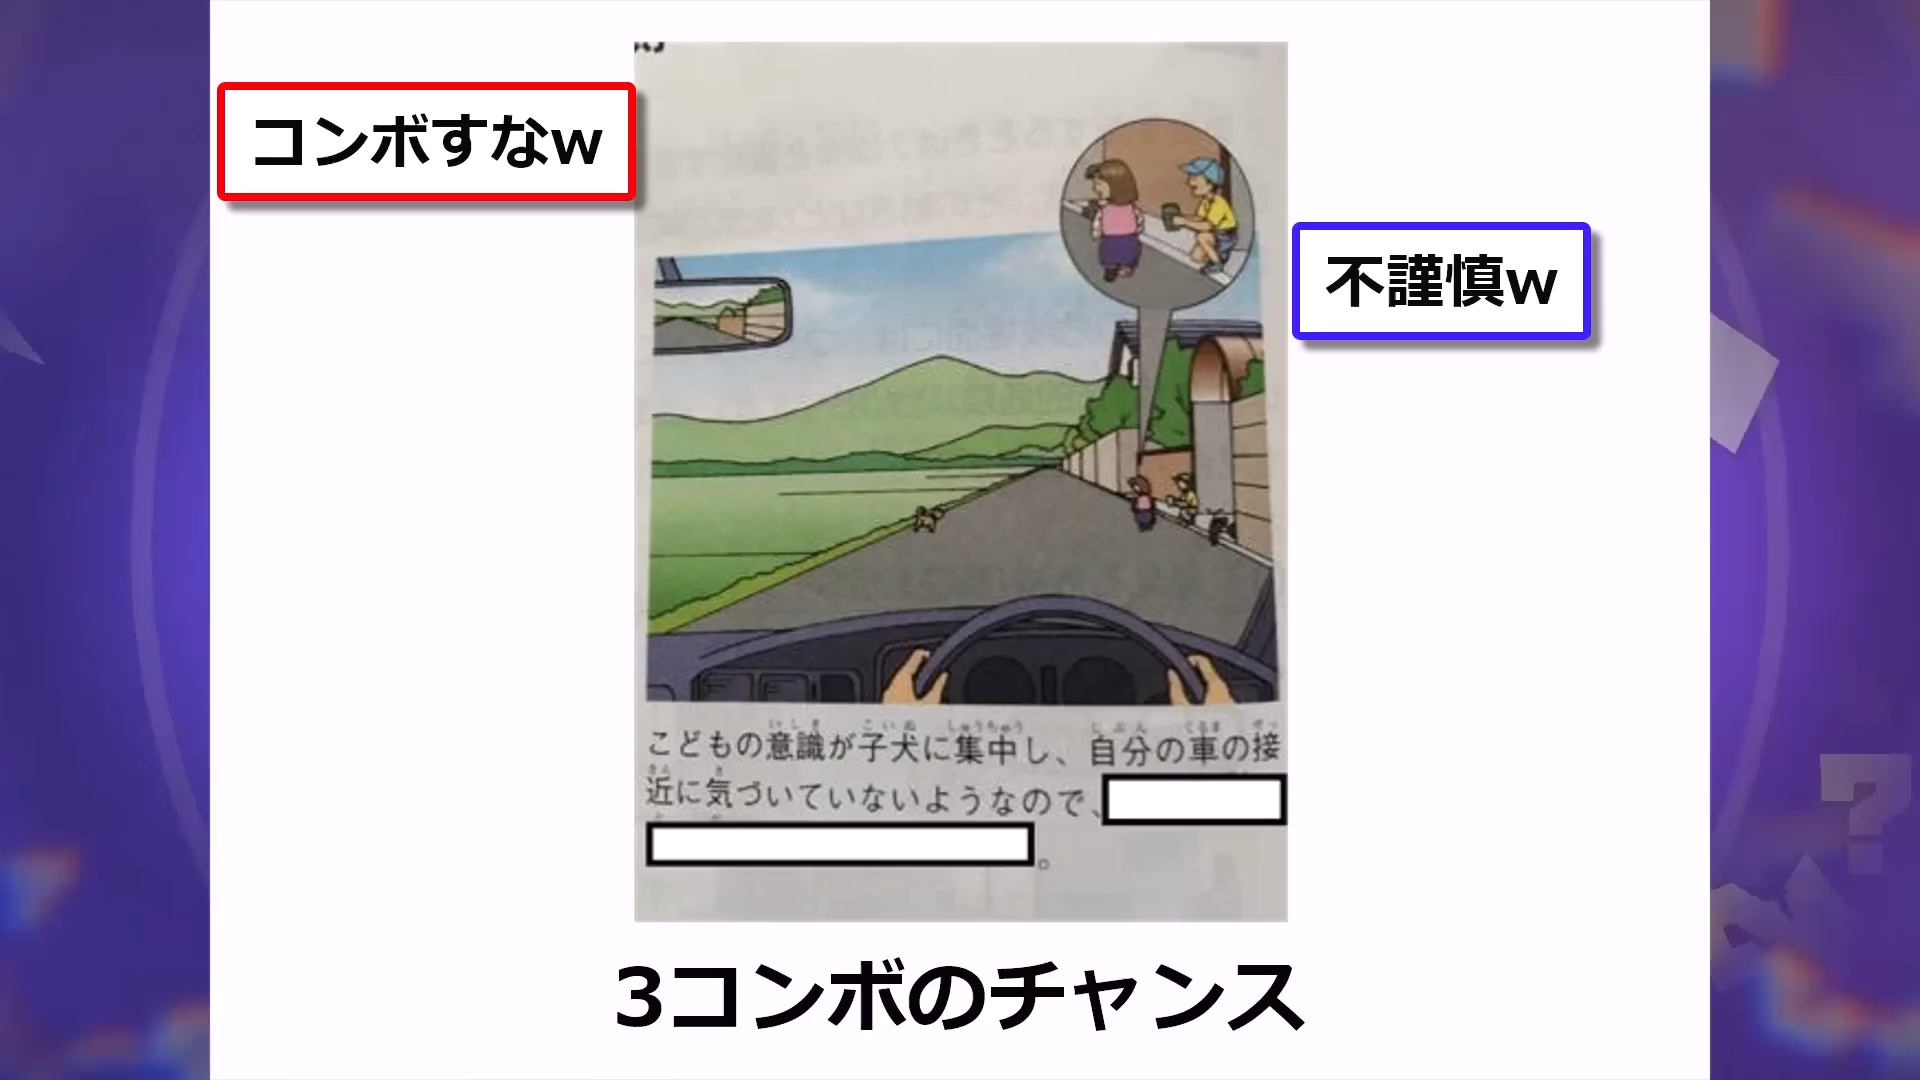 コンボすなw
不謹慎w
こどもの意識が子犬に集中し、自分の車の接
近に気づいていないようなので、
。
3コンボのチャンス